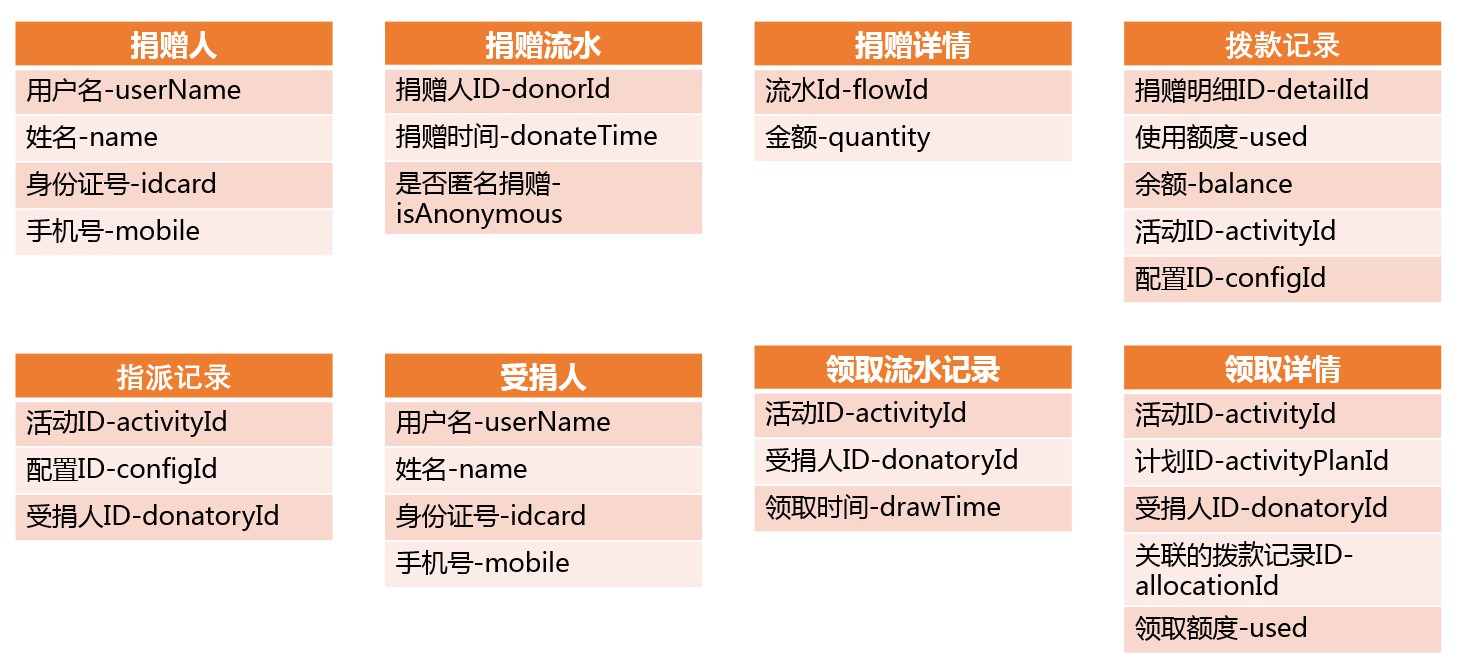 捐赠人
用户名-userName
姓名-name
身份证号-idcard
手机号-mobile
捐赠流水
捐赠人ID-donorId
捐赠时间-donateTime
是否匿名捐赠-
isAnonymous
捐赠详情
流水Id-flowId
金额-quantity
拨款记录
捐赠明细ID-detailId
使用额度-used
余额-balance
活动ID-activityId
配置ID-configId
指派记录
活动ID-activityId
配置ID-configId
受捐人ID-donatoryId
受捐人
用户名-userName
姓名-name
身份证号-idcard
手机号-mobile
领取流水记录
活动ID-activityId
受捐人ID-donatoryId
领取时间-drawTime
领取详情
活动ID-activityId
计划ID-activityPlanId
受捐人ID-donatoryId
关联的拨款记录ID-
allocationId
领取额度-used